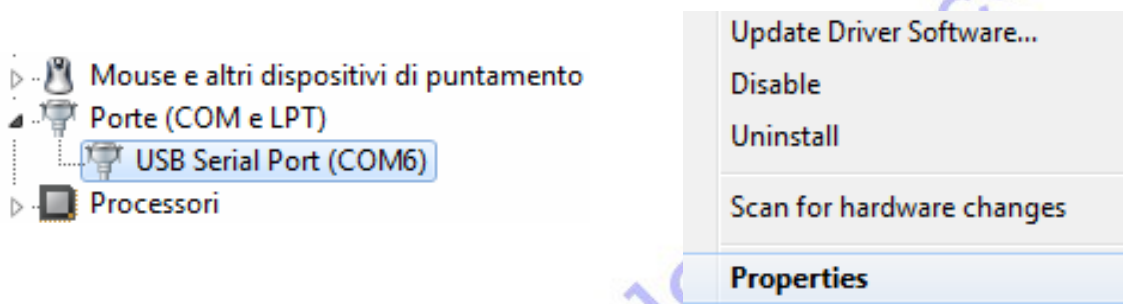 Mouse e altri dispositivi di puntamento
Porte (COM e LPT)
USB Serial Port (COM6)
Processori
Update Driver Software...
Disable
Uninstall
Scan for hardware changes
Properties